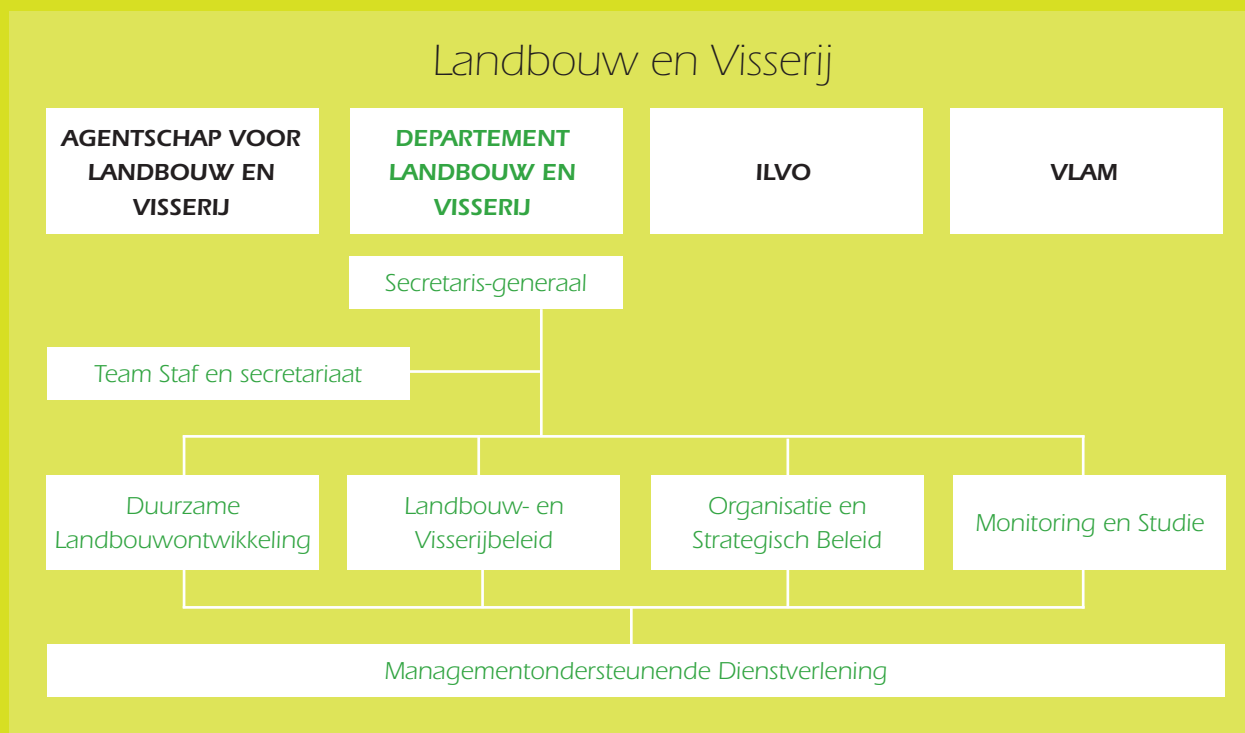 Landbouw en Visserij
AGENTSCHAP VOOR
LANDBOUW EN
VISSERIJ
DEPARTEMENT
LANDBOUW EN
VISSERIJ
ILVO
VLAM
Secretaris-generaal
Team Staf en secretariaat
Duurzame
Landbouwontwikkeling
Landbouw- en
Visserijbeleid
Organisatie en
Strategisch Beleid
Monitoring en Studie
Managementondersteunende Dienstverlening